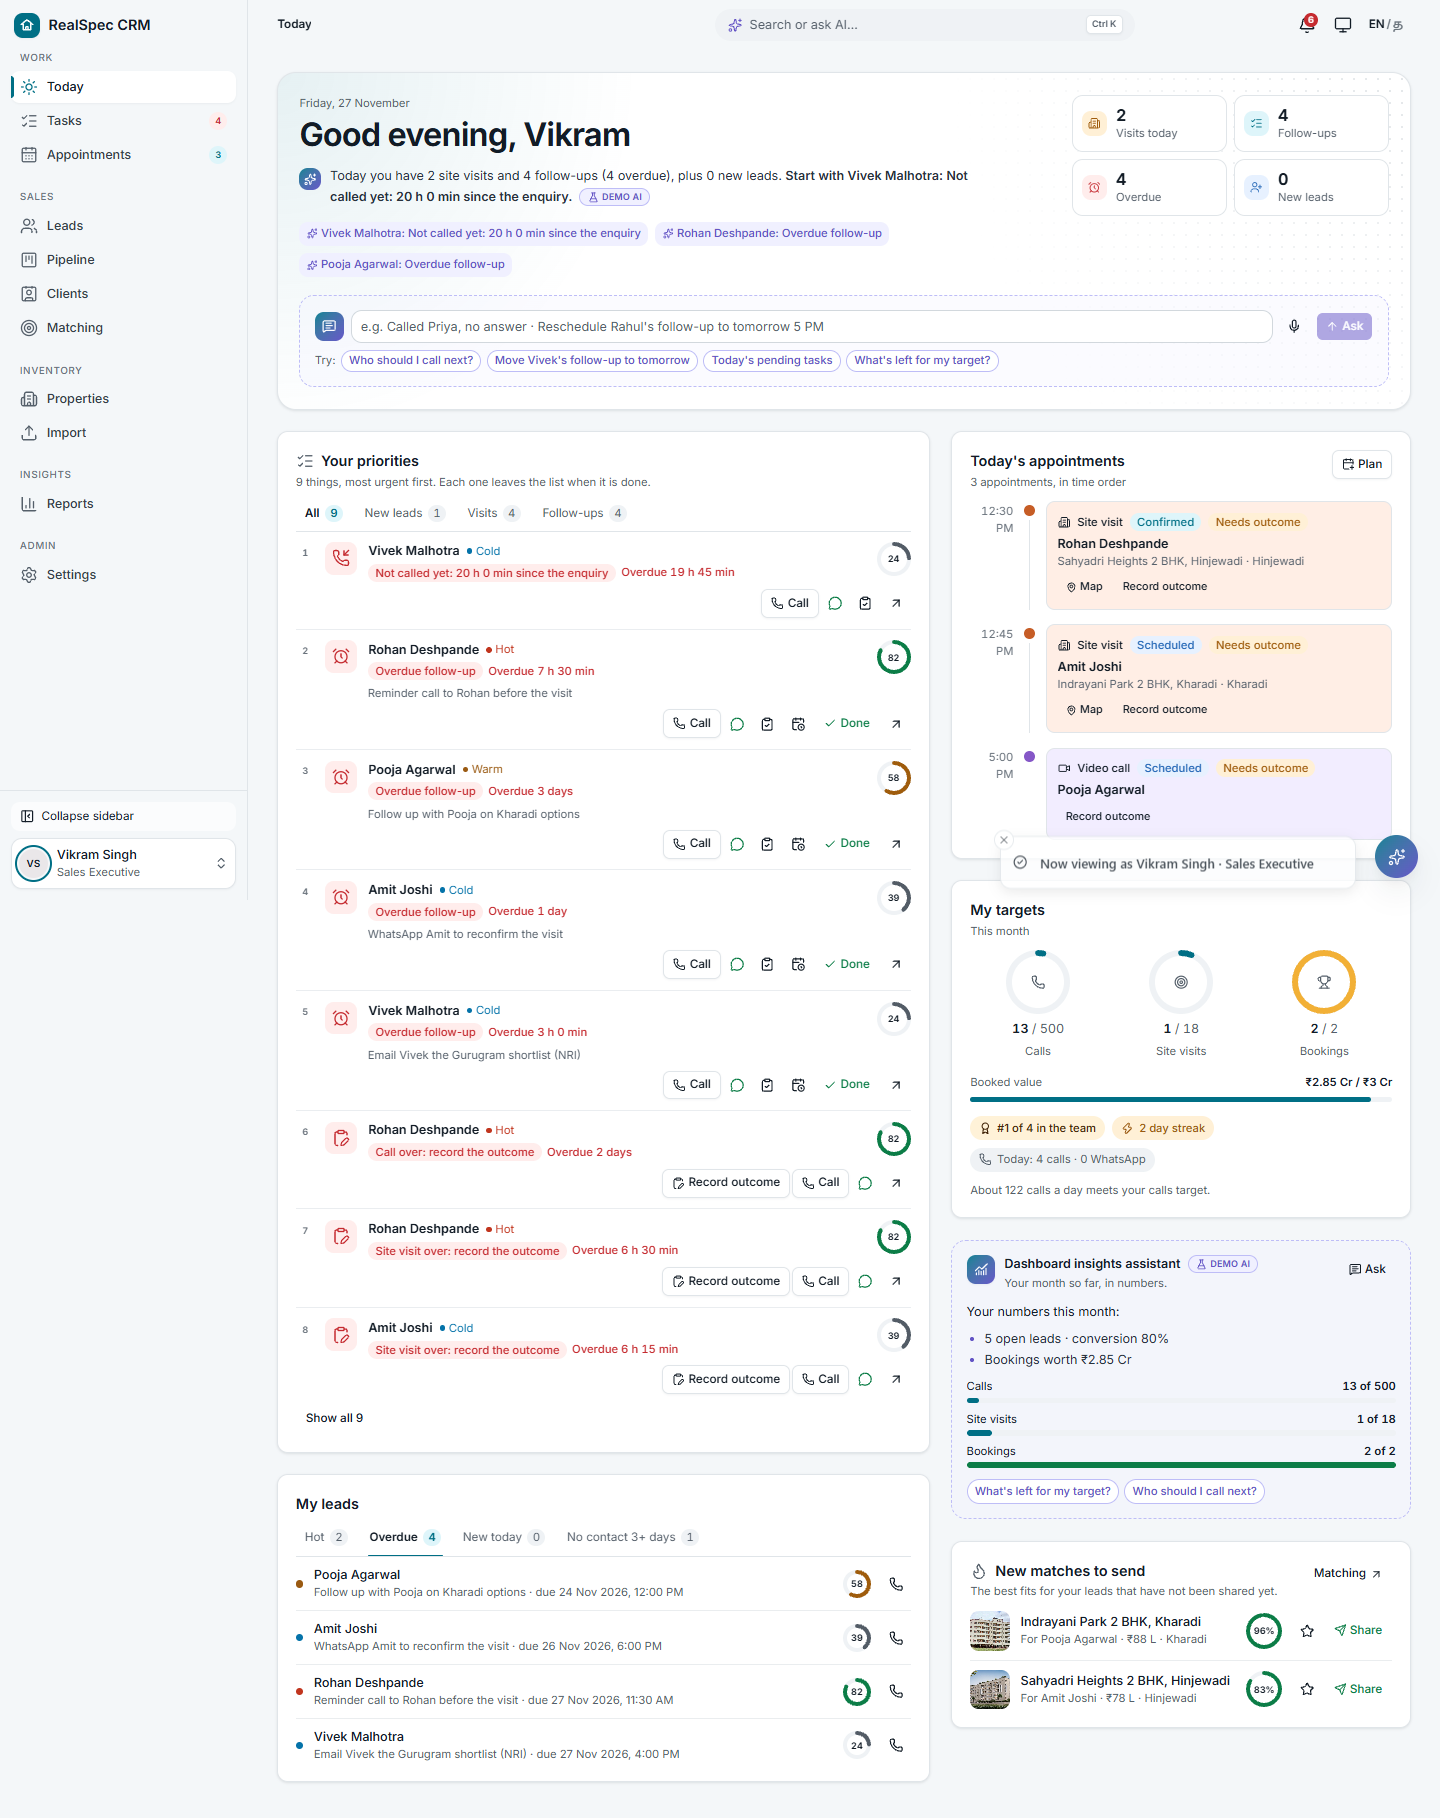 RealSpec CRM
WORK
Today
Tasks 4
Appointments 3
SALES
Leads
Pipeline
Clients
Matching
INVENTORY
Properties
Import
INSIGHTS
Reports
ADMIN
Settings
Collapse sidebar
VS
Vikram Singh
Sales Executive
Today
Search or ask AI...
Ctrl K
6
EN / த
Friday, 27 November
Good evening, Vikram
Today you have 2 site visits and 4 follow-ups (4 overdue), plus 0 new leads. Start with Vivek Malhotra: Not
called yet: 20 h 0 min since the enquiry. DEMO AI
Vivek Malhotra: Not called yet: 20 h 0 min since the enquiry
Rohan Deshpande: Overdue follow-up
Pooja Agarwal: Overdue follow-up
2
Visits today
4
Follow-ups
4
Overdue
0
New leads
e.g. Called Priya, no answer · Reschedule Rahul's follow-up to tomorrow 5 PM
Ask
Try: Who should I call next? Move Vivek's follow-up to tomorrow Today's pending tasks What's left for my target?
Your priorities
9 things, most urgent first. Each one leaves the list when it is done.
All 9 New leads 1 Visits 4 Follow-ups 4
1 Vivek Malhotra Cold 24
Not called yet: 20 h 0 min since the enquiry Overdue 19 h 45 min
Call
2 Rohan Deshpande Hot 82
Overdue follow-up Overdue 7 h 30 min
Reminder call to Rohan before the visit
Call Done
3 Pooja Agarwal Warm 58
Overdue follow-up Overdue 3 days
Follow up with Pooja on Kharadi options
Call Done
4 Amit Joshi Cold 39
Overdue follow-up Overdue 1 day
WhatsApp Amit to reconfirm the visit
Call Done
5 Vivek Malhotra Cold 24
Overdue follow-up Overdue 3 h 0 min
Email Vivek the Gurugram shortlist (NRI)
Call Done
6 Rohan Deshpande Hot 82
Call over: record the outcome Overdue 2 days
Record outcome Call
7 Rohan Deshpande Hot 82
Site visit over: record the outcome Overdue 6 h 30 min
Record outcome Call
8 Amit Joshi Cold 39
Site visit over: record the outcome Overdue 6 h 15 min
Record outcome Call
Show all 9
My leads
Hot 2 Overdue 4 New today 0 No contact 3+ days 1
Pooja Agarwal
Follow up with Pooja on Kharadi options · due 24 Nov 2026, 12:00 PM
58
Amit Joshi
WhatsApp Amit to reconfirm the visit · due 26 Nov 2026, 6:00 PM
39
Rohan Deshpande
Reminder call to Rohan before the visit · due 27 Nov 2026, 11:30 AM
82
Vivek Malhotra
Email Vivek the Gurugram shortlist (NRI) · due 27 Nov 2026, 4:00 PM
24
Today's appointments
Plan
3 appointments, in time order
12:30 PM
Site visit Confirmed Needs outcome
Rohan Deshpande
Sahyadri Heights 2 BHK, Hinjewadi · Hinjewadi
Map Record outcome
12:45 PM
Site visit Scheduled Needs outcome
Amit Joshi
Indrayani Park 2 BHK, Kharadi · Kharadi
Map Record outcome
5:00 PM
Video call Scheduled Needs outcome
Pooja Agarwal
Record outcome
Now viewing as Vikram Singh · Sales Executive
My targets
This month
13 / 500
Calls
1 / 18
Site visits
2 / 2
Bookings
Booked value ₹2.85 Cr / ₹3 Cr
#1 of 4 in the team 2 day streak
Today: 4 calls · 0 WhatsApp
About 122 calls a day meets your calls target.
Dashboard insights assistant DEMO AI
Your month so far, in numbers.
Ask
Your numbers this month:
• 5 open leads · conversion 80%
• Bookings worth ₹2.85 Cr
Calls 13 of 500
Site visits 1 of 18
Bookings 2 of 2
What's left for my target? Who should I call next?
New matches to send
Matching
The best fits for your leads that have not been shared yet.
Indrayani Park 2 BHK, Kharadi
For Pooja Agarwal · ₹88 L · Kharadi
96%
Share
Sahyadri Heights 2 BHK, Hinjewadi
For Amit Joshi · ₹78 L · Hinjewadi
83%
Share